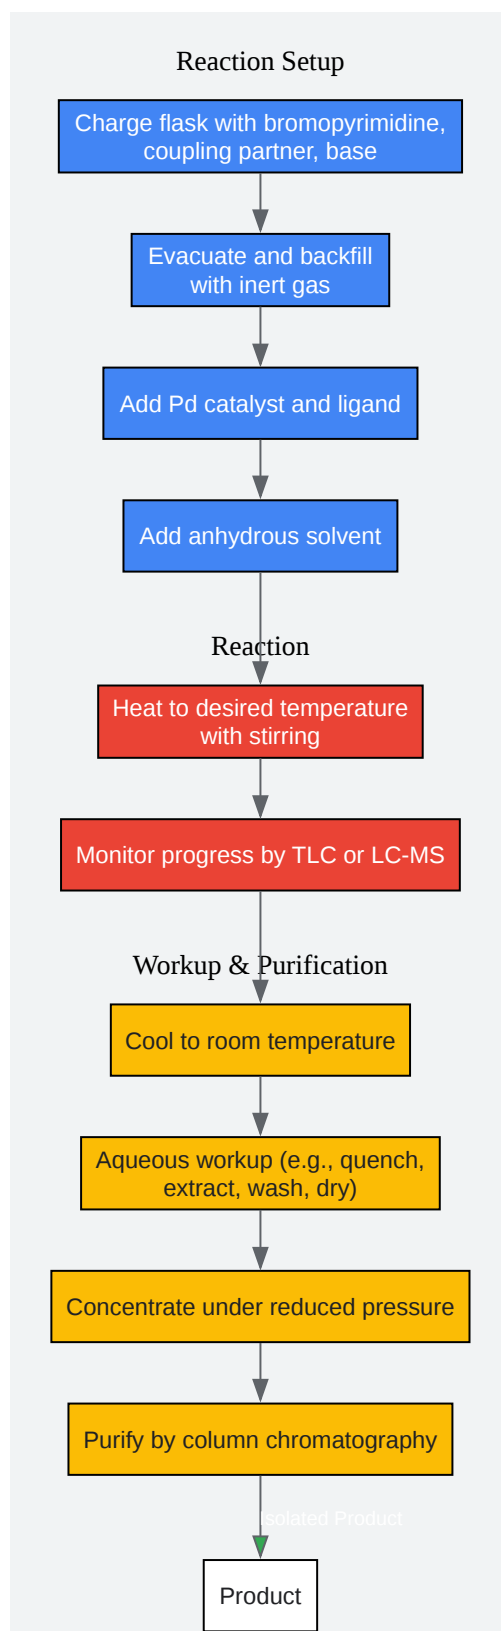 Reaction Setup
Charge flask with bromopyrimidine,
coupling partner, base
Evacuate and backfill
with inert gas
Add Pd catalyst and ligand
Add anhydrous solvent
Reaction
Heat to desired temperature
with stirring
Monitor progress by TLC or LC-MS
Workup & Purification
Cool to room temperature
Aqueous workup (e.g., quench,
extract, wash, dry)
Concentrate under reduced pressure
Purify by column chromatography
Isolated Product
Product